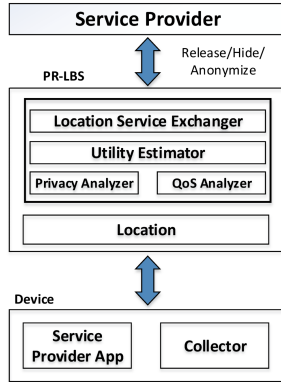 Service Provider
Release/Hide/
Anonymize
PR-LBS
Location Service Exchanger
Utility Estimator
Privacy Analyzer
QoS Analyzer
Location
Device
Service
Provider App
Collector